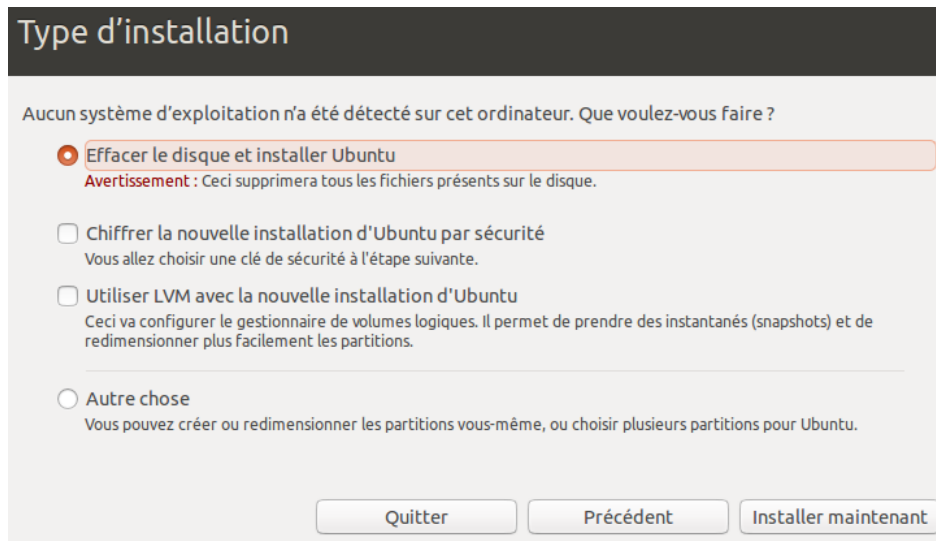 Type d’installation
Aucun système d’exploitation n’a été détecté sur cet ordinateur. Que voulez-vous faire ?
Effacer le disque et installer Ubuntu
Avertissement : Ceci supprimera tous les fichiers présents sur le disque.
Chiffrer la nouvelle installation d'Ubuntu par sécurité
Vous allez choisir une clé de sécurité à l'étape suivante.
Utiliser LVM avec la nouvelle installation d'Ubuntu
Ceci va configurer le gestionnaire de volumes logiques. Il permet de prendre des instantanés (snapshots) et de
redimensionner plus facilement les partitions.
Autre chose
Vous pouvez créer ou redimensionner les partitions vous-même, ou choisir plusieurs partitions pour Ubuntu.
Quitter Précédent Installer maintenant